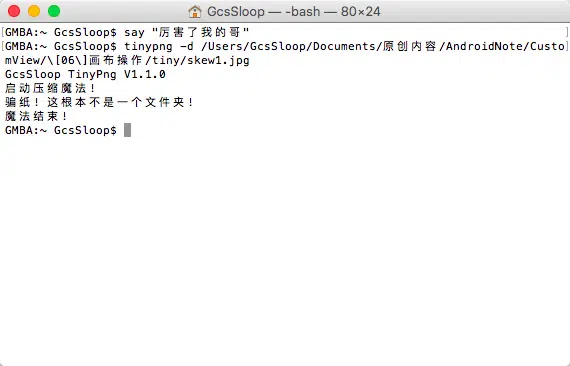 GcsSloop — -bash — 80×24
GMBA:~ GcsSloop$ say "厉害了我的哥"
GMBA:~ GcsSloop$ tinypng -d /Users/GcsSloop/Documents/原创内容/AndroidNote/Custo
mView/\[06\]画布操作/tiny/skew1.jpg
GcsSloop TinyPng V1.1.0
启动压缩魔法！
骗纸！这根本不是一个文件夹！
魔法结束！
GMBA:~ GcsSloop$